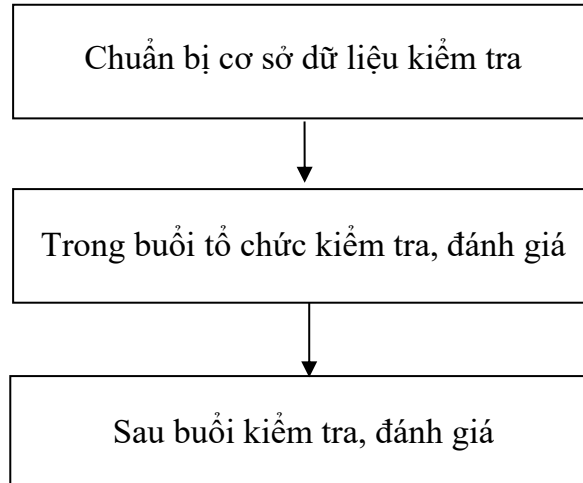 Chuẩn bị cơ sở dữ liệu kiểm tra
Trong buổi tổ chức kiểm tra, đánh giá
Sau buổi kiểm tra, đánh giá